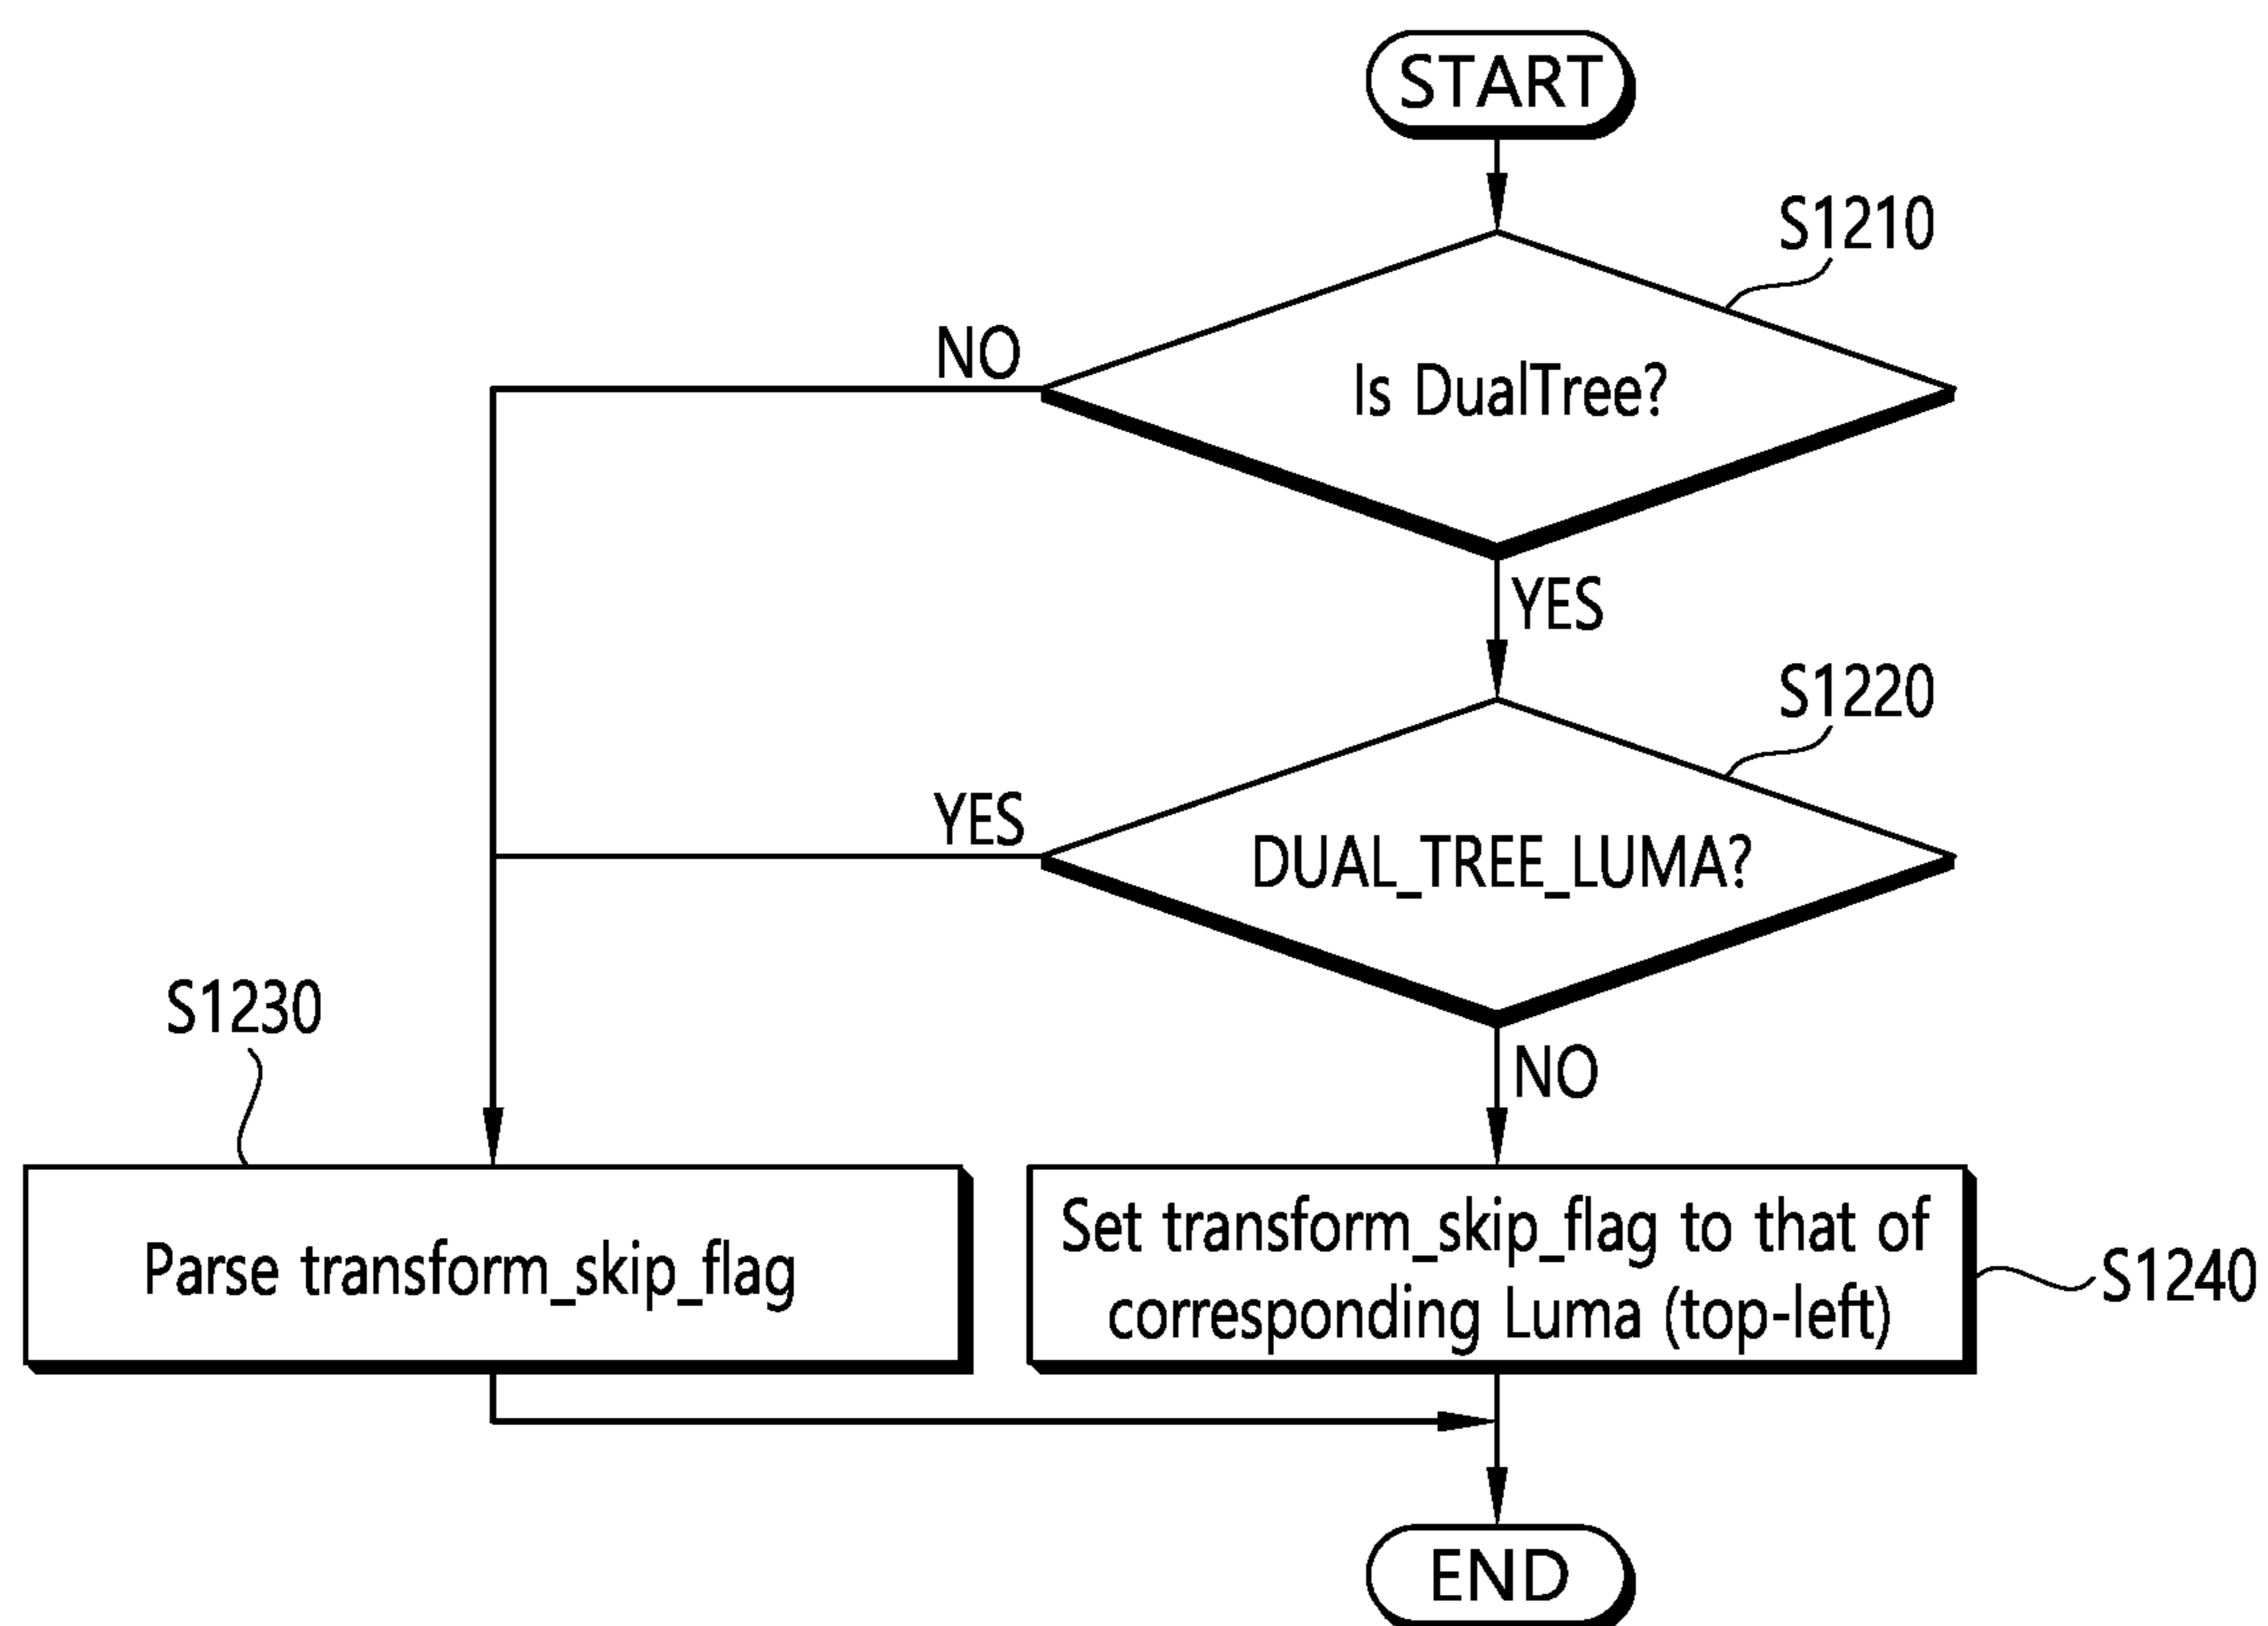 START
S1210
NO
Is DualTree?
YES
S1220
YES
DUAL_TREE_LUMA?
S1230
NO
Parse transform_skip_flag
Set transform_skip_flag to that of
corresponding Luma (top-left)
S1240
END